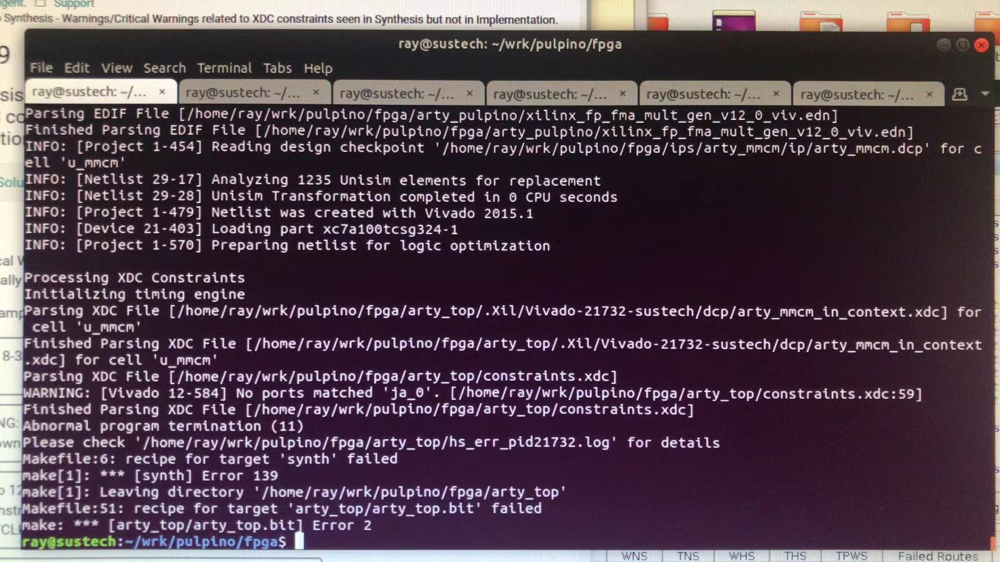 Support
Synthesis - Warnings/Critical Warnings related to XDC constraints seen in Synthesis but not in Implementation.
ray@sustech: ~/wrk/pulpino/fpga
File Edit View Search Terminal Tabs Help
ray@sustech: ~/... × ray@sustech: ~/... × ray@sustech: ~/... × ray@sustech: ~/... × ray@sustech: ~/... × ray@sustech: ~/... ×
Parsing EDIF File [/home/ray/wrk/pulpino/fpga/arty_pulpino/xilinx_fp_fma_mult_gen_v12_0_viv.edn]
Finished Parsing EDIF File [/home/ray/wrk/pulpino/fpga/arty_pulpino/xilinx_fp_fma_mult_gen_v12_0_viv.edn]
INFO: [Project 1-454] Reading design checkpoint '/home/ray/wrk/pulpino/fpga/ips/arty_mmcm/ip/arty_mmcm.dcp' for c
ell 'u_mmcm'
INFO: [Netlist 29-17] Analyzing 1235 Unisim elements for replacement
INFO: [Netlist 29-28] Unisim Transformation completed in 0 CPU seconds
INFO: [Project 1-479] Netlist was created with Vivado 2015.1
INFO: [Device 21-403] Loading part xc7a100tcsg324-1
INFO: [Project 1-570] Preparing netlist for logic optimization
Processing XDC Constraints
Initializing timing engine
Parsing XDC File [/home/ray/wrk/pulpino/fpga/arty_top/.Xil/Vivado-21732-sustech/dcp/arty_mmcm_in_context.xdc] for
cell 'u_mmcm'
Finished Parsing XDC File [/home/ray/wrk/pulpino/fpga/arty_top/.Xil/Vivado-21732-sustech/dcp/arty_mmcm_in_context
.xdc] for cell 'u_mmcm'
Parsing XDC File [/home/ray/wrk/pulpino/fpga/arty_top/constraints.xdc]
WARNING: [Vivado 12-584] No ports matched 'ja_0'. [/home/ray/wrk/pulpino/fpga/arty_top/constraints.xdc:59]
Finished Parsing XDC File [/home/ray/wrk/pulpino/fpga/arty_top/constraints.xdc]
Abnormal program termination (11)
Please check '/home/ray/wrk/pulpino/fpga/arty_top/hs_err_pid21732.log' for details
Makefile:6: recipe for target 'synth' failed
make[1]: *** [synth] Error 139
make[1]: Leaving directory '/home/ray/wrk/pulpino/fpga/arty_top'
Makefile:51: recipe for target 'arty_top/arty_top.bit' failed
make: *** [arty_top/arty_top.bit] Error 2
ray@sustech:~/wrk/pulpino/fpga$
WNS TNS WHS THS TPWS Failed Routes